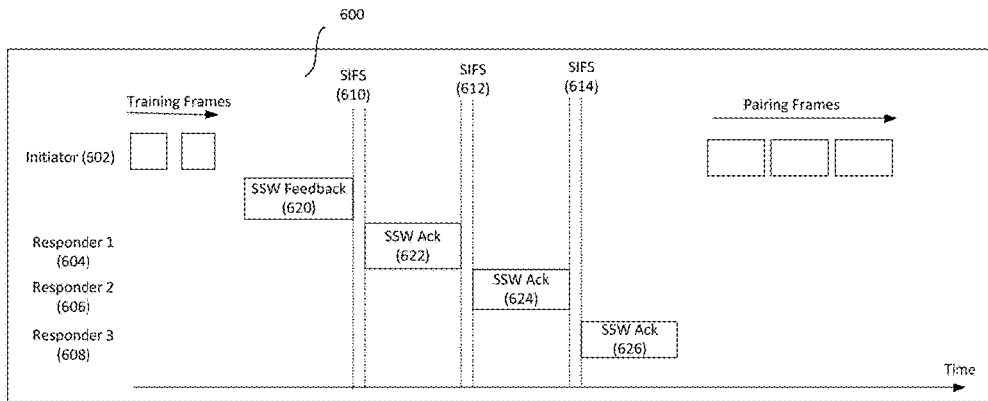 600
SIFS
(610)
SIFS
(612)
SIFS
(614)
Training Frames
Pairing Frames
Initiator (602)
SSW Feedback
(620)
Responder 1
(604)
SSW Ack
(622)
Responder 2
(606)
SSW Ack
(624)
Responder 3
(608)
SSW Ack
(626)
Time